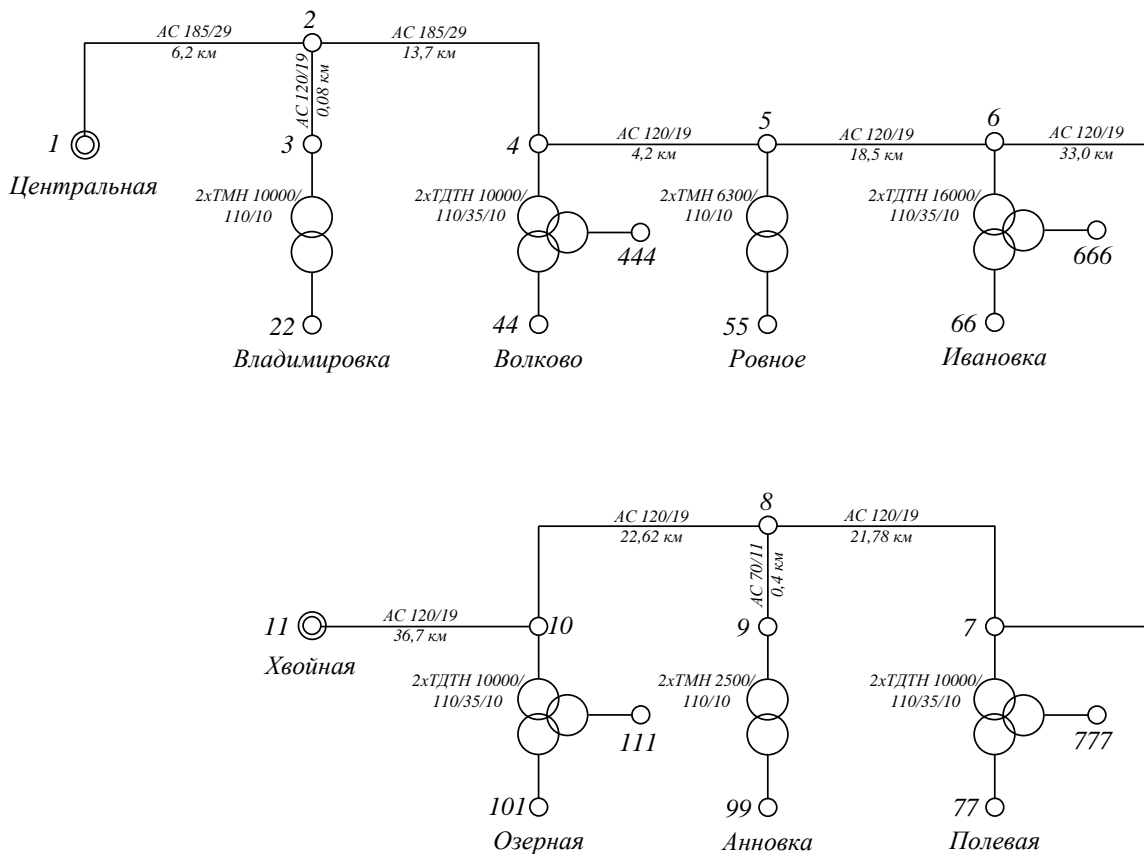 АС 185/29
6,2 км
2
АС 185/29
13,7 км
АС 120/19
0,08 км
1
Центральная
3
4
АС 120/19
4,2 км
5
АС 120/19
18,5 км
6
АС 120/19
33,0 км
2хТМН 10000/
110/10
2хТДТН 10000/
110/35/10
444
2хТМН 6300/
110/10
2хТДТН 16000/
110/35/10
666
22
Владимировка
44
Волково
55
Ровное
66
Ивановка
АС 120/19
22,62 км
8
АС 120/19
21,78 км
АС 70/11
0,4 км
11
Хвойная
АС 120/19
36,7 км
10
9
7
2хТДТН 10000/
110/35/10
111
2хТМН 2500/
110/10
2хТДТН 10000/
110/35/10
777
101
Озерная
99
Анновка
77
Полевая